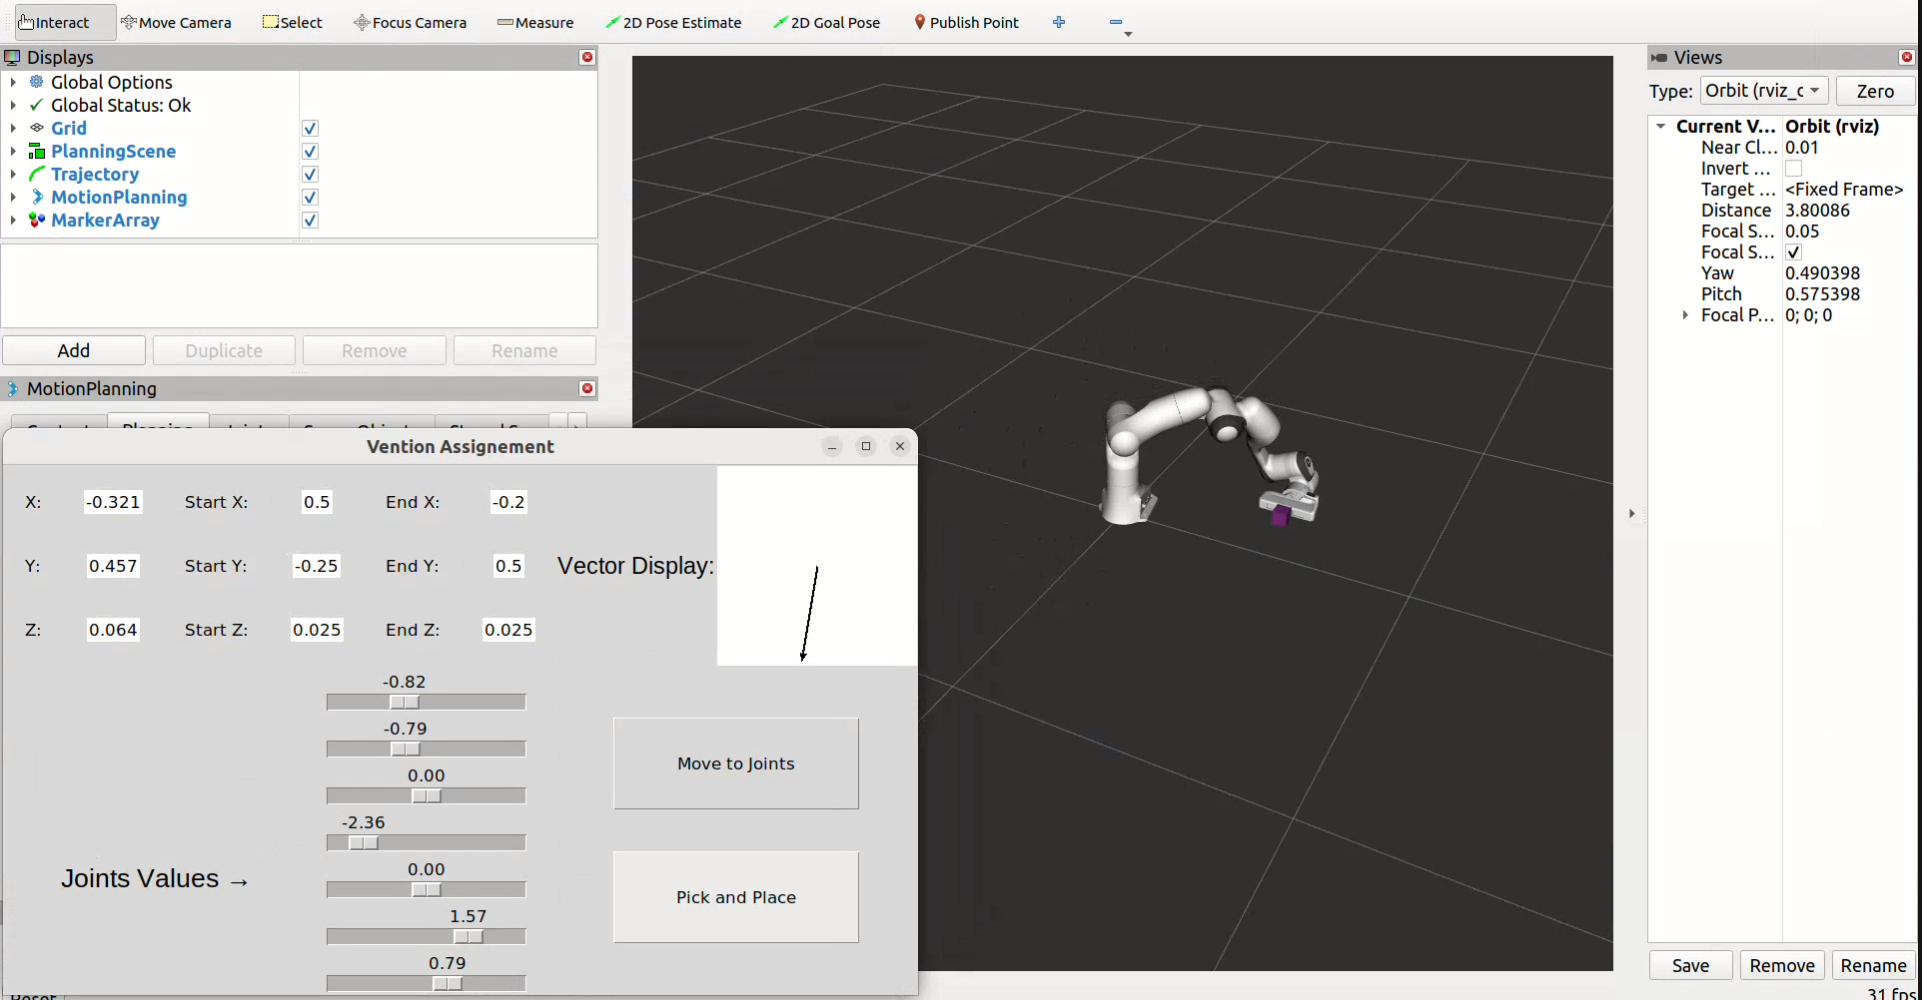 Interact Move Camera Select Focus Camera Measure 2D Pose Estimate 2D Goal Pose Publish Point
Displays
Global Options
Global Status: Ok
Grid
PlanningScene
Trajectory
MotionPlanning
MarkerArray
Add Duplicate Remove Rename
MotionPlanning
Planning
Vention Assignement
X: -0.321 Start X: 0.5 End X: -0.2
Y: 0.457 Start Y: -0.25 End Y: 0.5
Vector Display:
Z: 0.064 Start Z: 0.025 End Z: 0.025
-0.82
-0.79
0.00
-2.36
0.00
1.57
0.79
Joints Values →
Move to Joints
Pick and Place
Reset
Views
Type: Orbit (rviz_c Zero
Current V... Orbit (rviz)
Near Cl... 0.01
Invert ...
Target ... <Fixed Frame>
Distance 3.80086
Focal S... 0.05
Focal S...
Yaw 0.490398
Pitch 0.575398
Focal P... 0; 0; 0
Save Remove Rename
31 fps